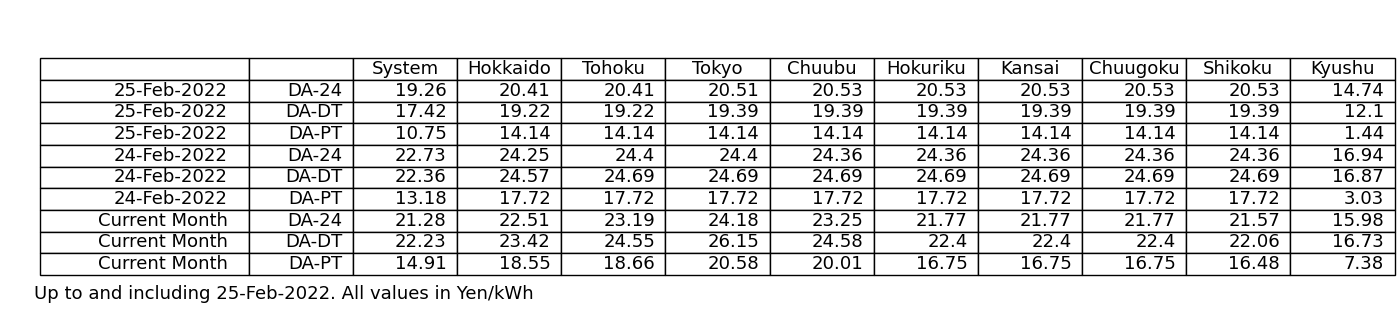 System Hokkaido Tohoku Tokyo Chuubu Hokuriku Kansai Chuugoku Shikoku Kyushu
25-Feb-2022 DA-24 19.26 20.41 20.41 20.51 20.53 20.53 20.53 20.53 20.53 14.74
25-Feb-2022 DA-DT 17.42 19.22 19.22 19.39 19.39 19.39 19.39 19.39 19.39 12.1
25-Feb-2022 DA-PT 10.75 14.14 14.14 14.14 14.14 14.14 14.14 14.14 14.14 1.44
24-Feb-2022 DA-24 22.73 24.25 24.4 24.4 24.36 24.36 24.36 24.36 24.36 16.94
24-Feb-2022 DA-DT 22.36 24.57 24.69 24.69 24.69 24.69 24.69 24.69 24.69 16.87
24-Feb-2022 DA-PT 13.18 17.72 17.72 17.72 17.72 17.72 17.72 17.72 17.72 3.03
Current Month DA-24 21.28 22.51 23.19 24.18 23.25 21.77 21.77 21.77 21.57 15.98
Current Month DA-DT 22.23 23.42 24.55 26.15 24.58 22.4 22.4 22.4 22.06 16.73
Current Month DA-PT 14.91 18.55 18.66 20.58 20.01 16.75 16.75 16.75 16.48 7.38
Up to and including 25-Feb-2022. All values in Yen/kWh